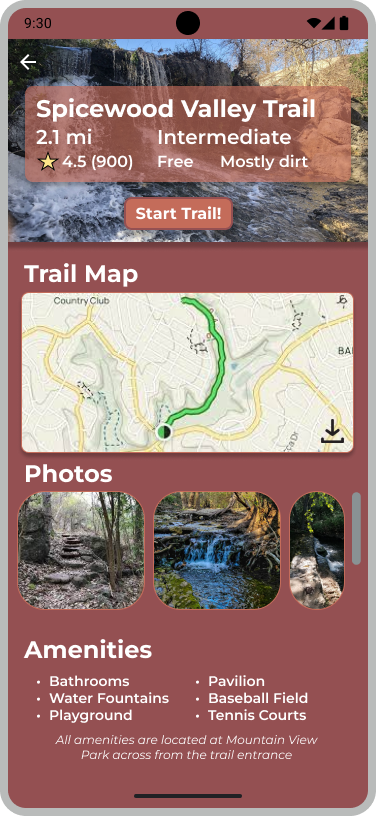 9:30
Spicewood Valley Trail
2.1 mi Intermediate
4.5 (900) Free Mostly dirt
Start Trail!
Trail Map
Country Club
BAL
Photos
Amenities
• Bathrooms
• Water Fountains
• Playground
• Pavilion
• Baseball Field
• Tennis Courts
All amenities are located at Mountain View
Park across from the trail entrance